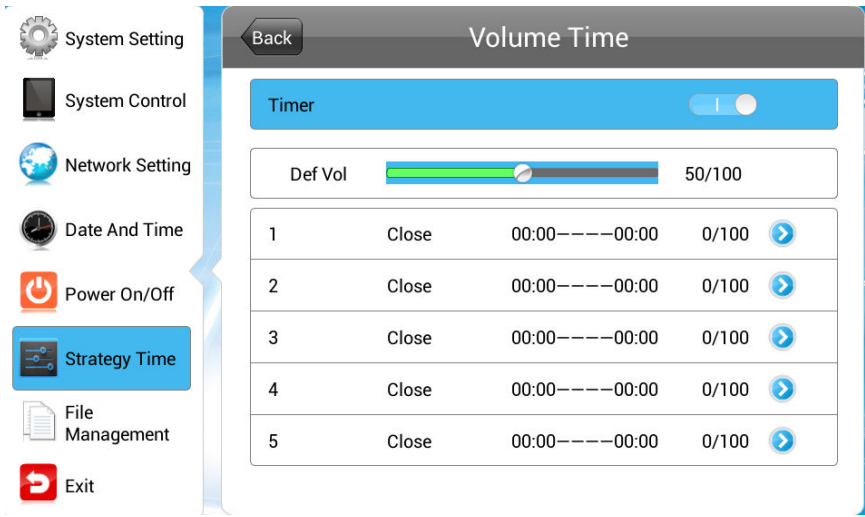 System Setting
System Control
Network Setting
Date And Time
Power On/Off
Strategy Time
File
Management
Exit
Back
Volume Time
Timer
Def Vol 50/100
1 Close 00:00————00:00 0/100
2 Close 00:00————00:00 0/100
3 Close 00:00————00:00 0/100
4 Close 00:00————00:00 0/100
5 Close 00:00————00:00 0/100